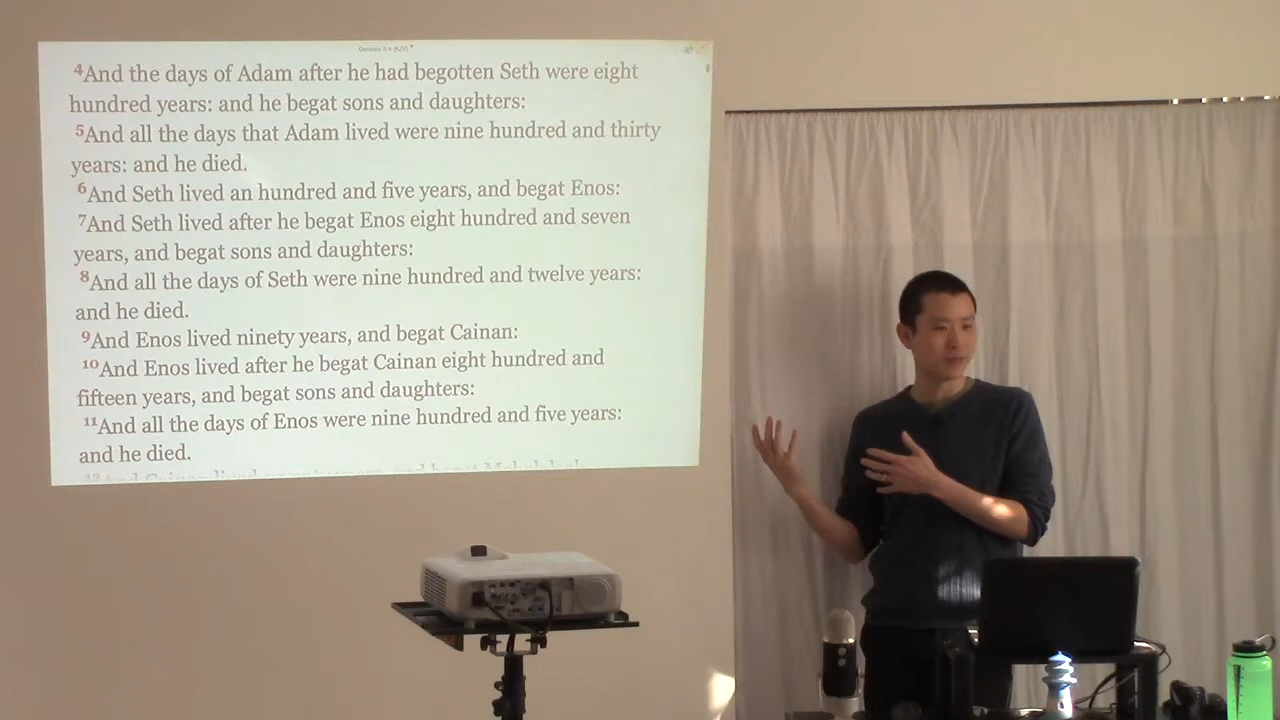 4And the days of Adam after he had begotten Seth were eight
hundred years: and he begat sons and daughters:
5And all the days that Adam lived were nine hundred and thirty
years: and he died.
6And Seth lived an hundred and five years, and begat Enos:
7And Seth lived after he begat Enos eight hundred and seven
years, and begat sons and daughters:
8And all the days of Seth were nine hundred and twelve years:
and he died.
9And Enos lived ninety years, and begat Cainan:
10And Enos lived after he begat Cainan eight hundred and
fifteen years, and begat sons and daughters:
11And all the days of Enos were nine hundred and five years:
and he died.